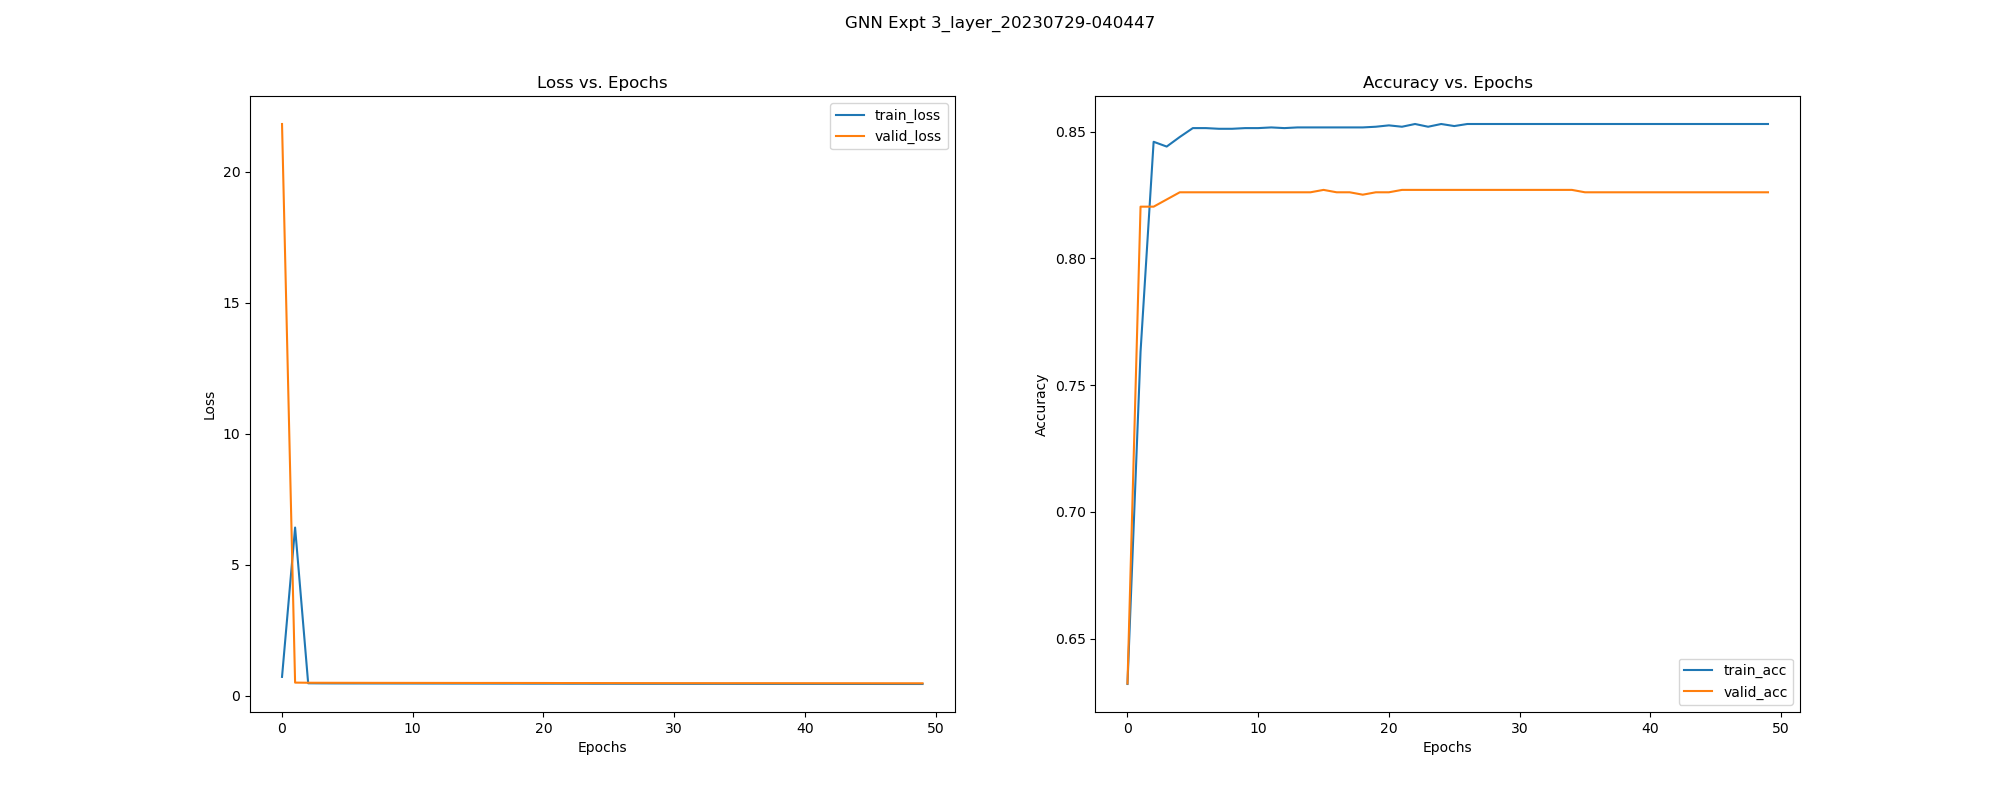 GNN Expt 3_layer_20230729-040447
Loss vs. Epochs
train_loss
valid_loss
20
15
10
5
0
Loss
0 10 20 30 40 50
Epochs
Accuracy vs. Epochs
0.85
0.80
0.75
0.70
0.65
Accuracy
train_acc
valid_acc
0 10 20 30 40 50
Epochs